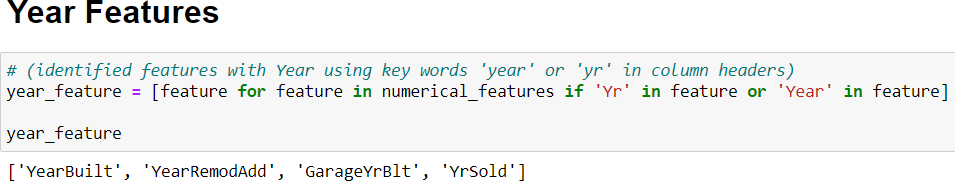 Year Features
# (identified features with Year using key words 'year' or 'yr' in column headers)
year_feature = [feature for feature in numerical_features if 'Yr' in feature or 'Year' in feature]
year_feature
['YearBuilt', 'YearRemodAdd', 'GarageYrBlt', 'YrSold']